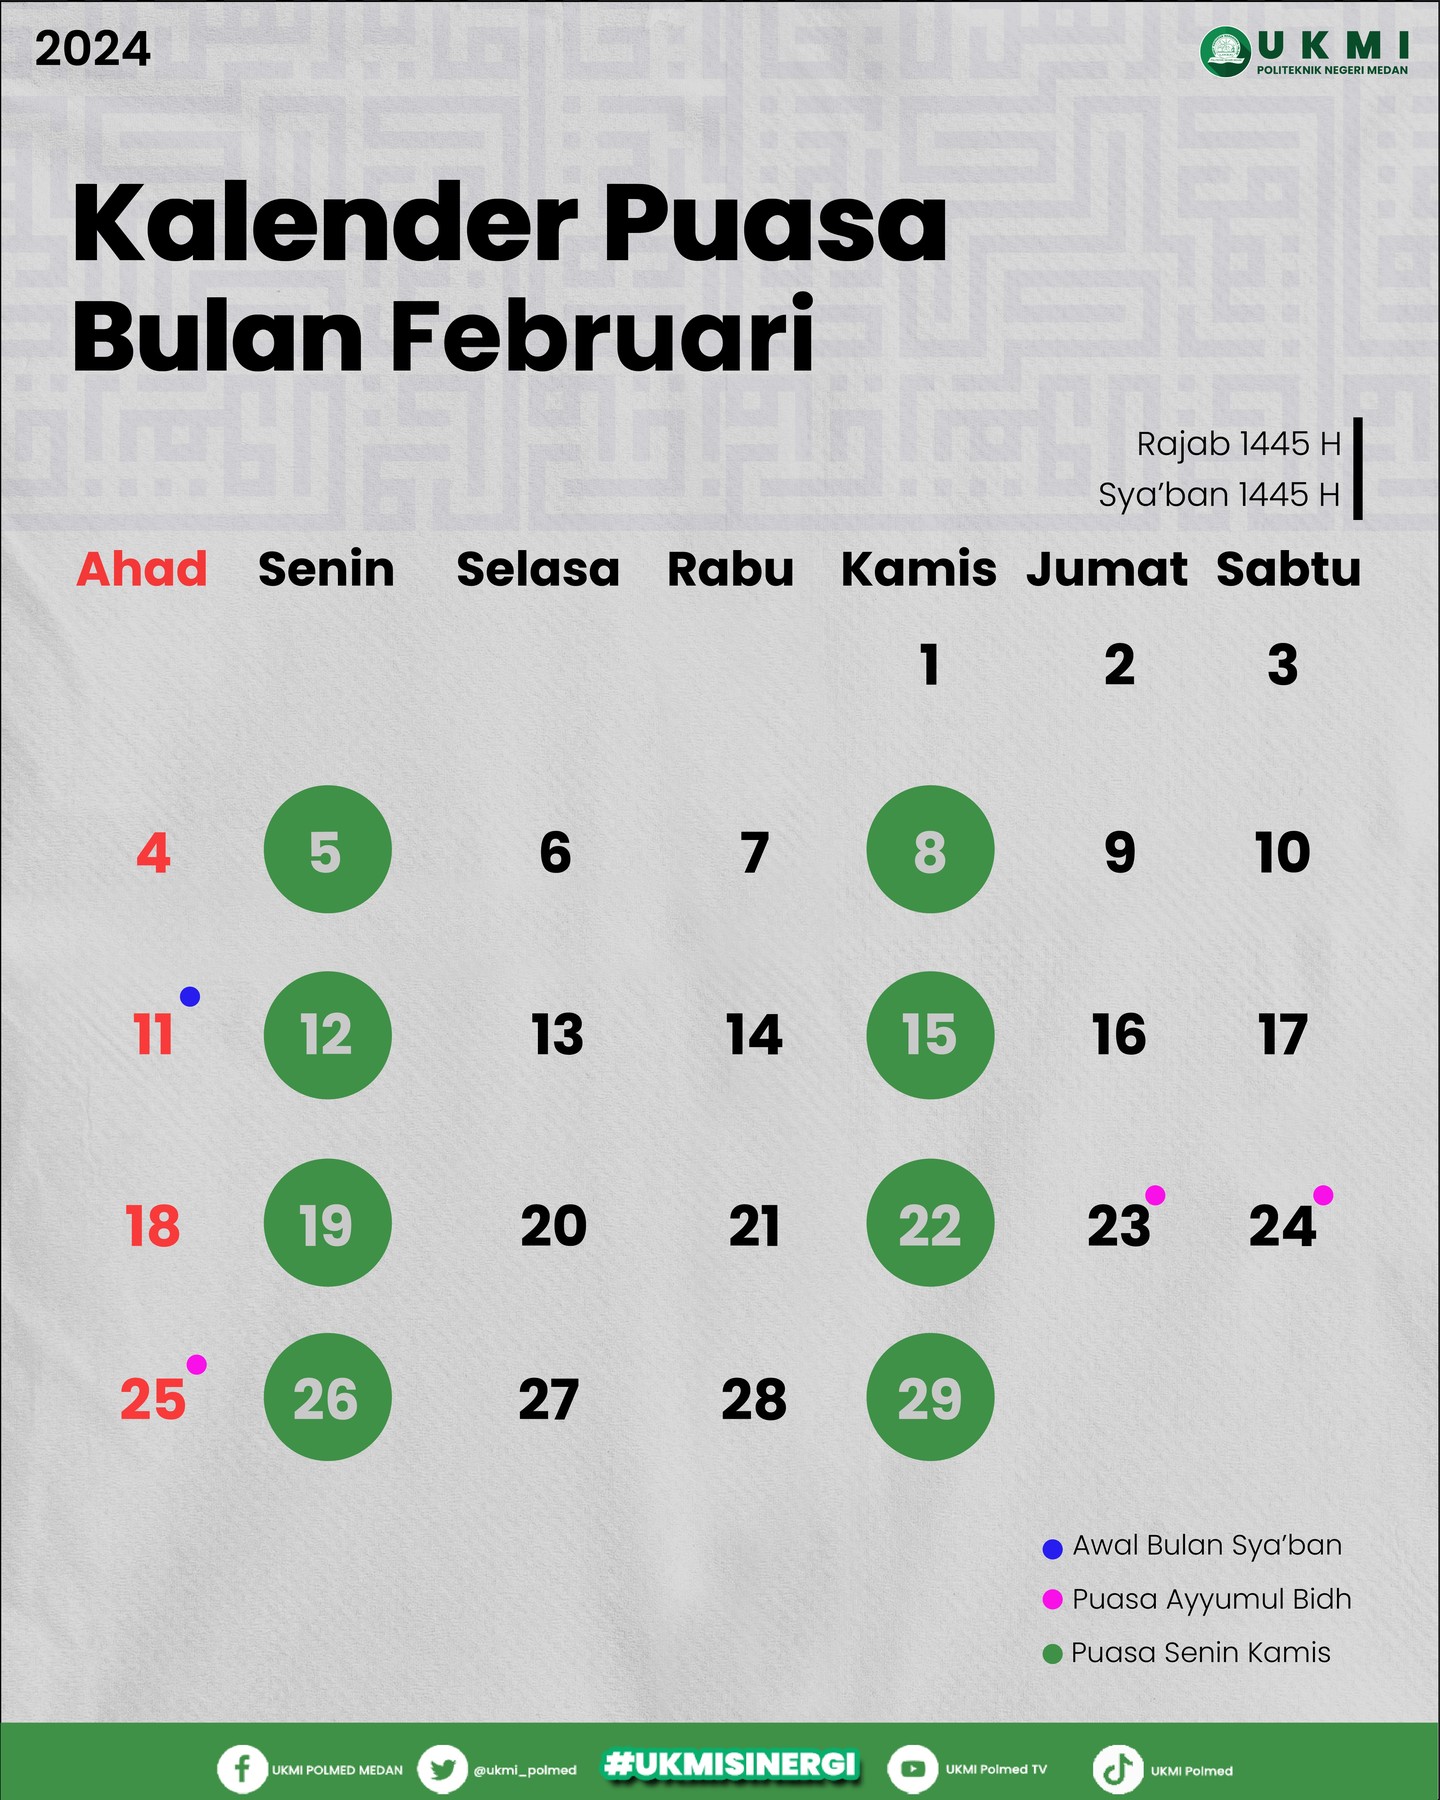 2024
UKMI
POLITEKNIK NEGERI MEDAN
Kalender Puasa
Bulan Februari
Rajab 1445 H
Sya'ban 1445 H
Ahad Senin Selasa Rabu Kamis Jumat Sabtu
1 2 3
4 5 6 7 8 9 10
11 12 13 14 15 16 17
18 19 20 21 22 23 24
25 26 27 28 29
Awal Bulan Sya'ban
Puasa Ayyumul Bidh
Puasa Senin Kamis
UKMI POLMED MEDAN @ukmi_polmed #UKMISINERGI UKMI Polmed TV UKMI Polmed